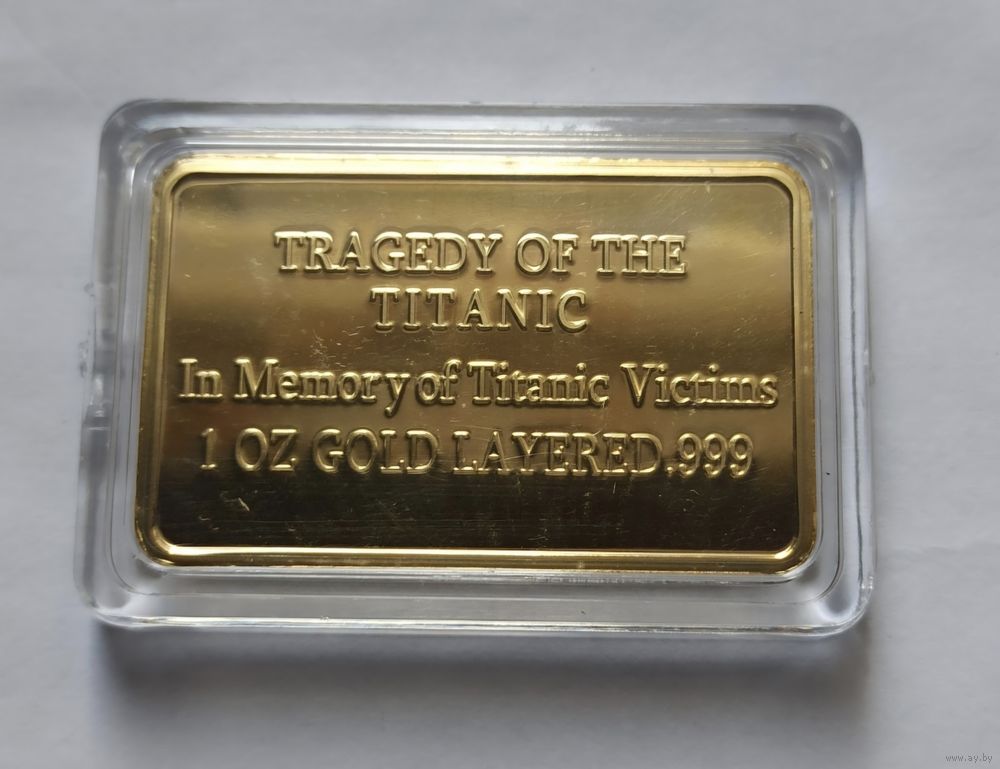 TRAGEDY OF THE
TITANIC
In Memory of Titanic Victims
1 OZ GOLD LAYERED .999
www.ay.by